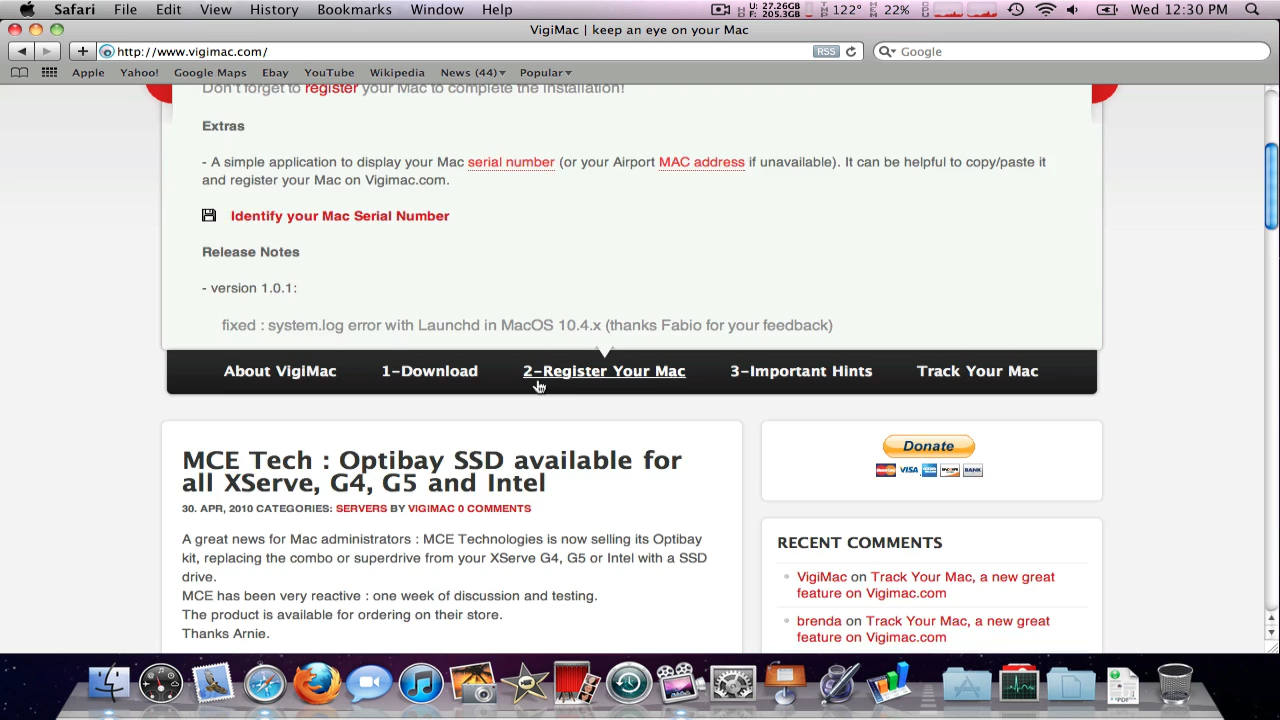 Safari File Edit View History Bookmarks Window Help U: 27.26GB F: 205.3GB 122° 22% Wed 12:30 PM
VigiMac | keep an eye on your Mac
http://www.vigimac.com/ RSS Google
Apple Yahoo! Google Maps Ebay YouTube Wikipedia News (44) Popular
Don't forget to register your Mac to complete the installation!
Extras
- A simple application to display your Mac serial number (or your Airport MAC address if unavailable). It can be helpful to copy/paste it
and register your Mac on Vigimac.com.
Identify your Mac Serial Number
Release Notes
- version 1.0.1:
fixed : system.log error with Launchd in MacOS 10.4.x (thanks Fabio for your feedback)
About VigiMac 1-Download 2-Register Your Mac 3-Important Hints Track Your Mac
MCE Tech : Optibay SSD available for
all XServe, G4, G5 and Intel
30. APR, 2010 CATEGORIES: SERVERS BY VIGIMAC 0 COMMENTS
A great news for Mac administrators : MCE Technologies is now selling its Optibay
kit, replacing the combo or superdrive from your XServe G4, G5 or Intel with a SSD
drive.
MCE has been very reactive : one week of discussion and testing.
The product is available for ordering on their store.
Thanks Arnie.
Donate
VISA BANK
RECENT COMMENTS
VigiMac on Track Your Mac, a new great
feature on Vigimac.com
brenda on Track Your Mac, a new great
feature on Vigimac.com